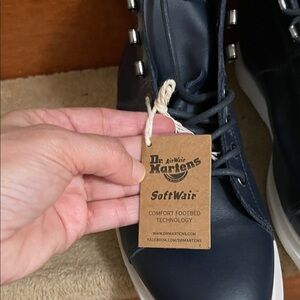 Dr. AirWair
Martens
SoftWair
COMFORT FOOTBED
TECHNOLOGY
WWW.DRMARTENS.COM
FACEBOOK.COM/DRMARTENS